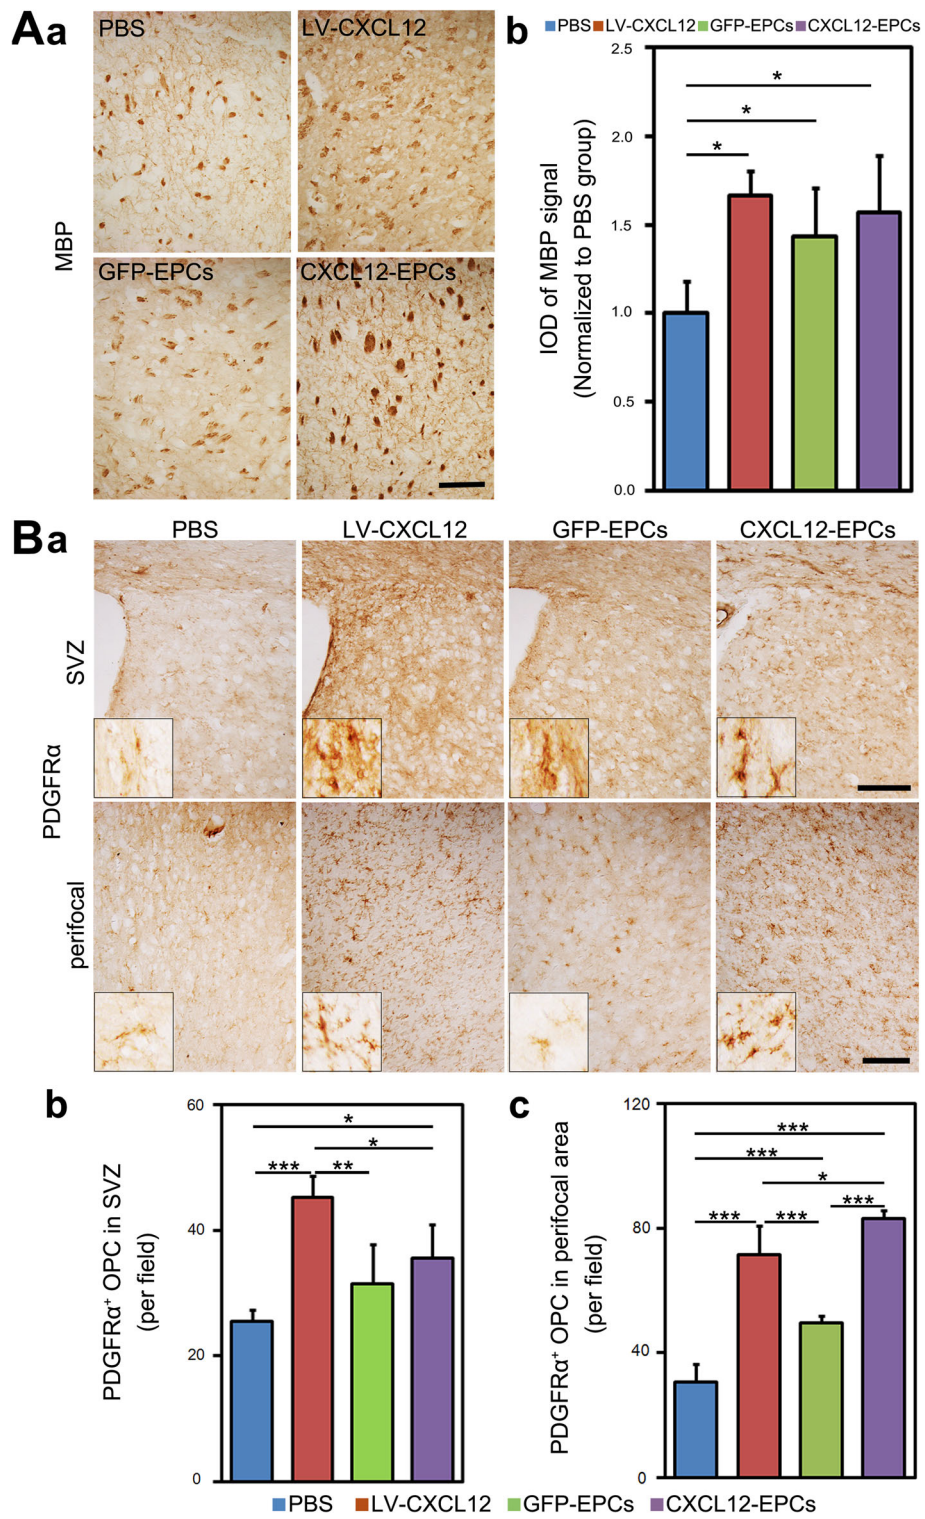 Aa
PBS
LV-CXCL12
GFP-EPCs
CXCL12-EPCs
MBP
b
PBS LV-CXCL12 GFP-EPCs CXCL12-EPCs
IOD of MBP signal
(Normalized to PBS group)
2.5
2.0
1.5
1.0
0.5
0.0
*
*
*
Ba
PBS LV-CXCL12 GFP-EPCs CXCL12-EPCs
SVZ
PDGFRα
perifocal
b
PDGFRα+ OPC in SVZ
(per field)
60
40
20
0
*
*
*** **
c
PDGFRα+ OPC in perifocal area
(per field)
120
80
40
0
***
***
*
***
*** ***
PBS LV-CXCL12 GFP-EPCs CXCL12-EPCs